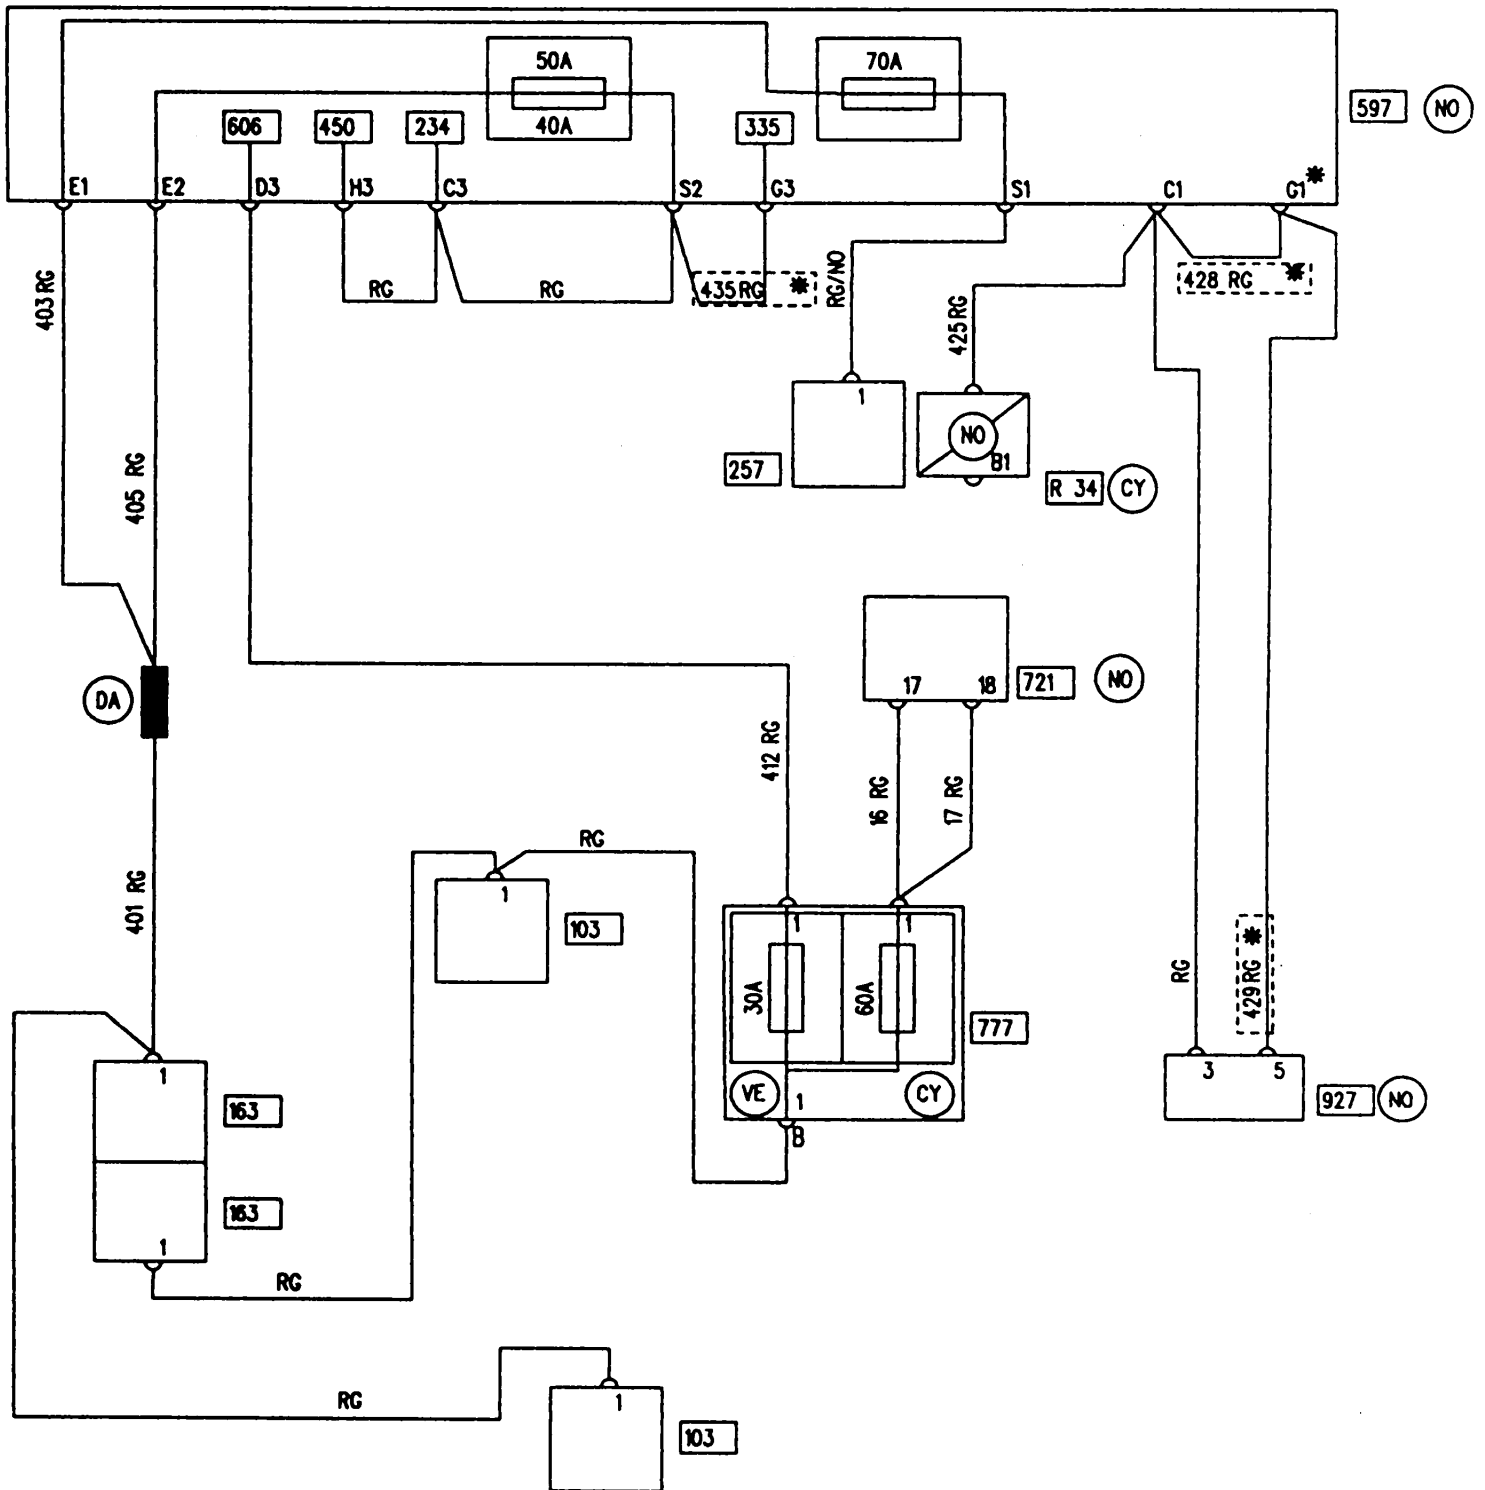 50A
70A
597
NO
606
450
234
40A
335
E1
E2
D3
H3
C3
S2
G3
S1
C1
G1*
403 RG
RG
RG
435 RG *
RG/NO
425 RG
428 RG *
1
NO
B1
257
R 34
CY
405 RG
DA
17
18
721
NO
412 RG
16 RG
17 RG
RG
401 RG
1
103
1
1
30A
60A
777
RG
429 RG *
VE
1
CY
B
3
5
927
NO
1
163
163
1
RG
RG
1
103